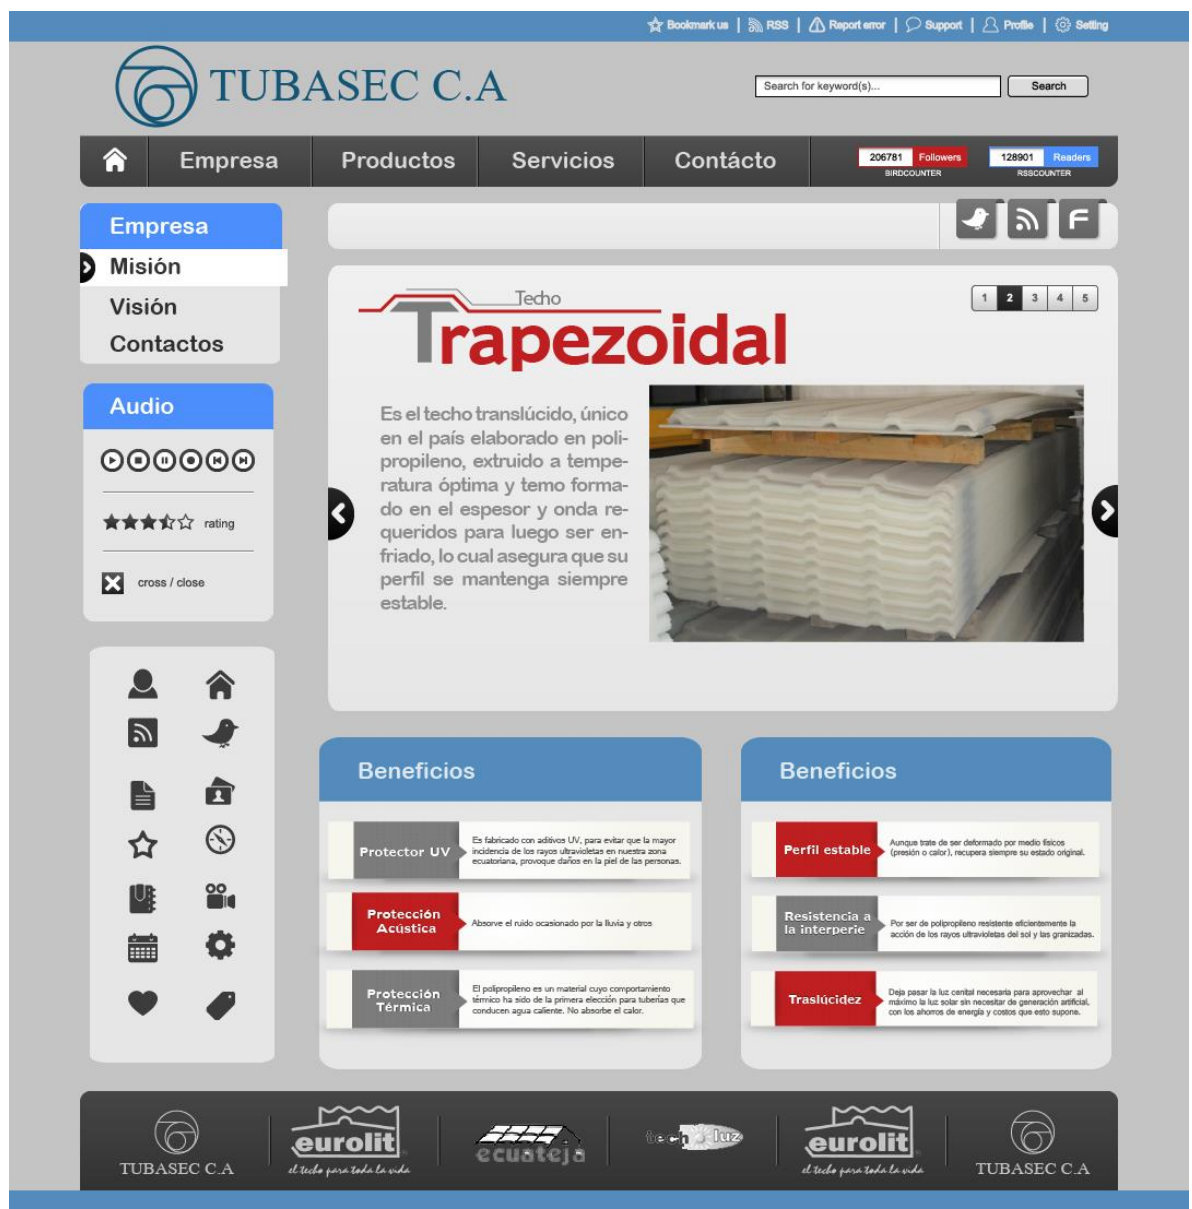 Bookmark us | RSS | Report error | Support | Profile | Setting
TUBASEC C.A
Search for keyword(s)...
Search
Empresa
Productos
Servicios
Contácto
206781 Followers
BIRDCOUNTER
128901 Readers
RSSCOUNTER
Empresa
Misión
Visión
Contactos
Audio
rating
cross / close
1 2 3 4 5
Techo
Trapezoidal
Es el techo translúcido, único
en el país elaborado en poli-
propileno, extruido a tempe-
ratura óptima y temo forma-
do en el espesor y onda re-
queridos para luego ser en-
friado, lo cual asegura que su
perfil se mantenga siempre
estable.
Beneficios
Protector UV
Es fabricado con aditivos UV, para evitar que la mayor
incidencia de los rayos ultravioletas en nuestra zona
ecuatoriana, provoque daños en la piel de las personas.
Protección
Acústica
Absorve el ruido ocasionado por la lluvia y otros
Protección
Térmica
El polipropileno es un material cuyo comportamiento
térmico ha sido de la primera elección para tuberías que
conducen agua caliente. No absorbe el calor.
Beneficios
Perfil estable
Aunque trate de ser deformado por medio físicos
(presión o calor), recupera siempre su estado original.
Resistencia a
la interperie
Por ser de polipropileno resistente eficientemente la
acción de los rayos ultravioletas del sol y las granizadas.
Traslúcidez
Deja pasar la luz cenital necesaria para aprovechar al
máximo la luz solar sin necesitar de generación artificial,
con los ahorros de energía y costos que esto supone.
TUBASEC C.A
eurolit
el techo para toda la vida
ecuateja
techoluz
eurolit
el techo para toda la vida
TUBASEC C.A